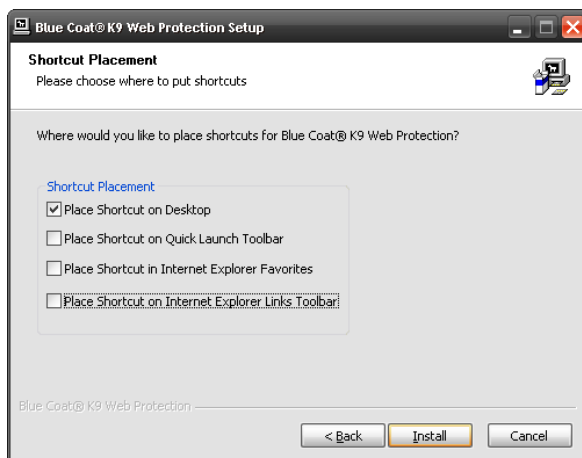 Blue Coat® K9 Web Protection Setup
Shortcut Placement
Please choose where to put shortcuts
Where would you like to place shortcuts for Blue Coat® K9 Web Protection?
Shortcut Placement
Place Shortcut on Desktop
Place Shortcut on Quick Launch Toolbar
Place Shortcut in Internet Explorer Favorites
Place Shortcut on Internet Explorer Links Toolbar
Blue Coat® K9 Web Protection
< Back Install Cancel